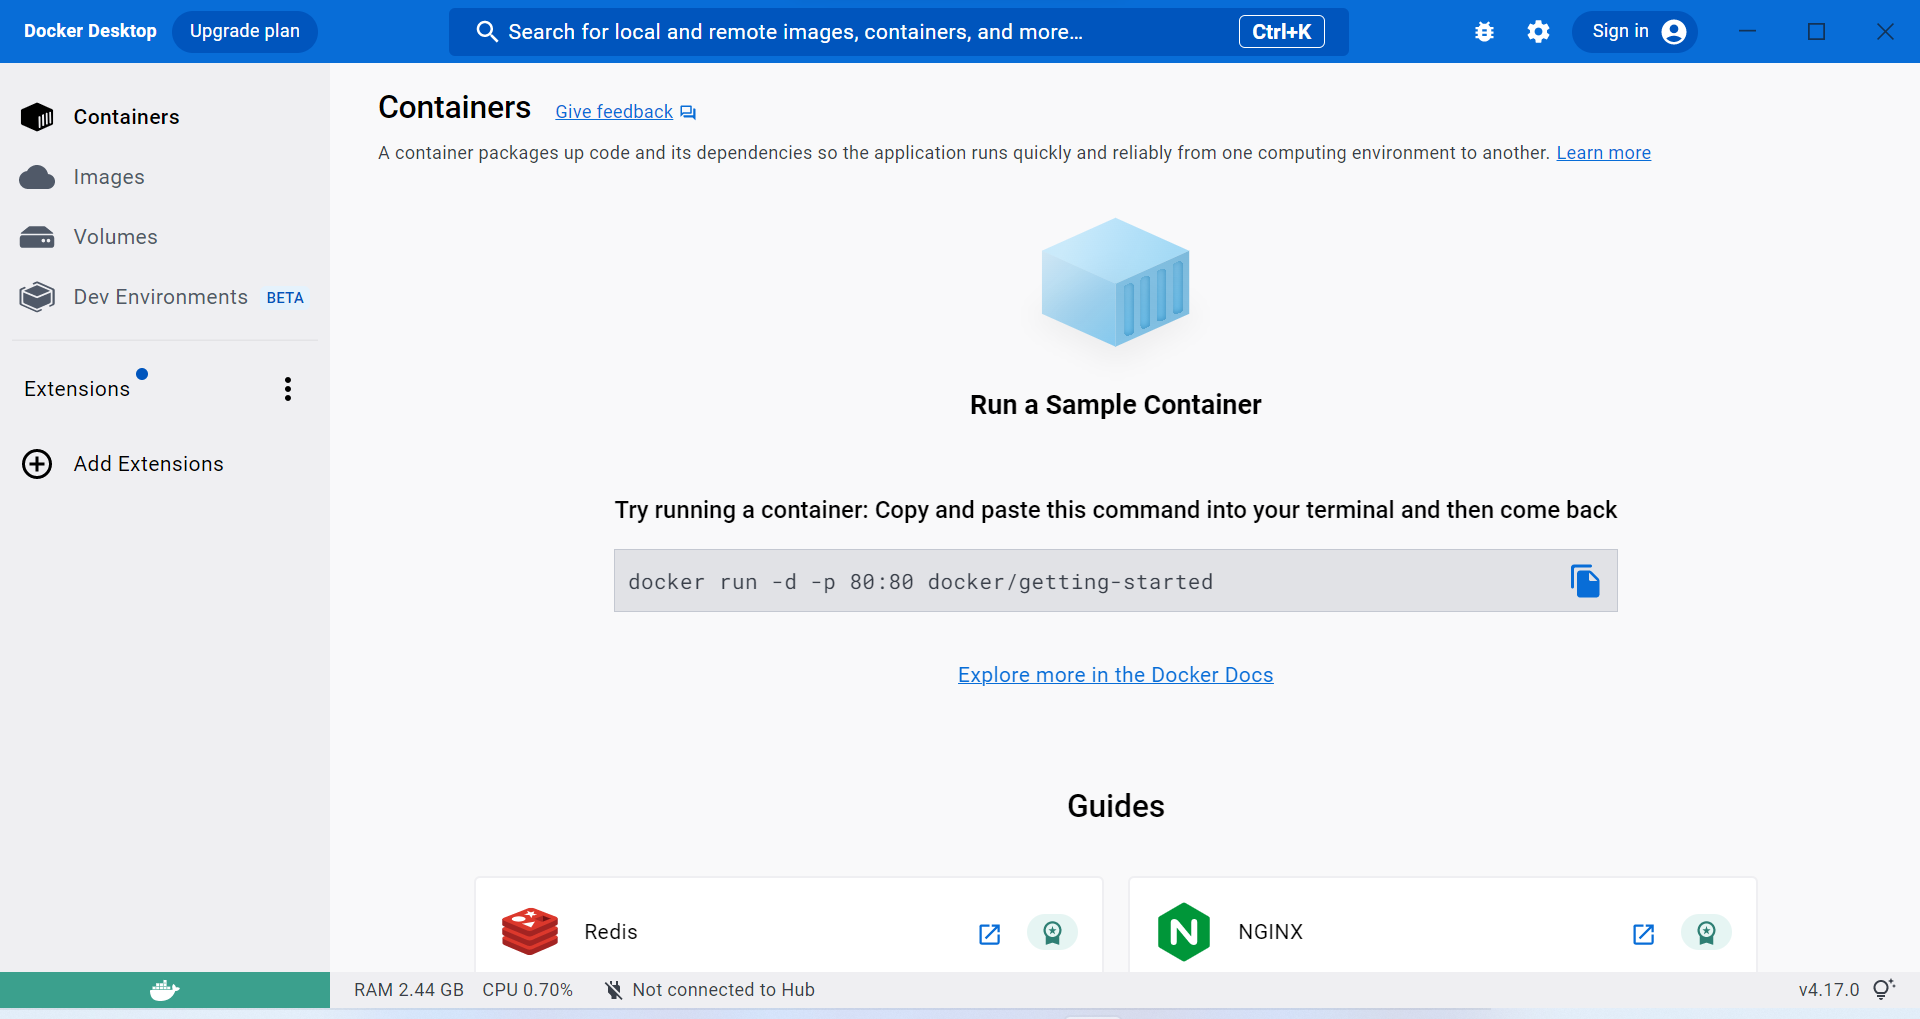 Docker Desktop Upgrade plan Search for local and remote images, containers, and more... Ctrl+K Sign in
Containers
Images
Volumes
Dev Environments BETA
Extensions
Add Extensions
Containers Give feedback
A container packages up code and its dependencies so the application runs quickly and reliably from one computing environment to another. Learn more
Run a Sample Container
Try running a container: Copy and paste this command into your terminal and then come back
docker run -d -p 80:80 docker/getting-started
Explore more in the Docker Docs
Guides
Redis
N NGINX
RAM 2.44 GB CPU 0.70% Not connected to Hub v4.17.0